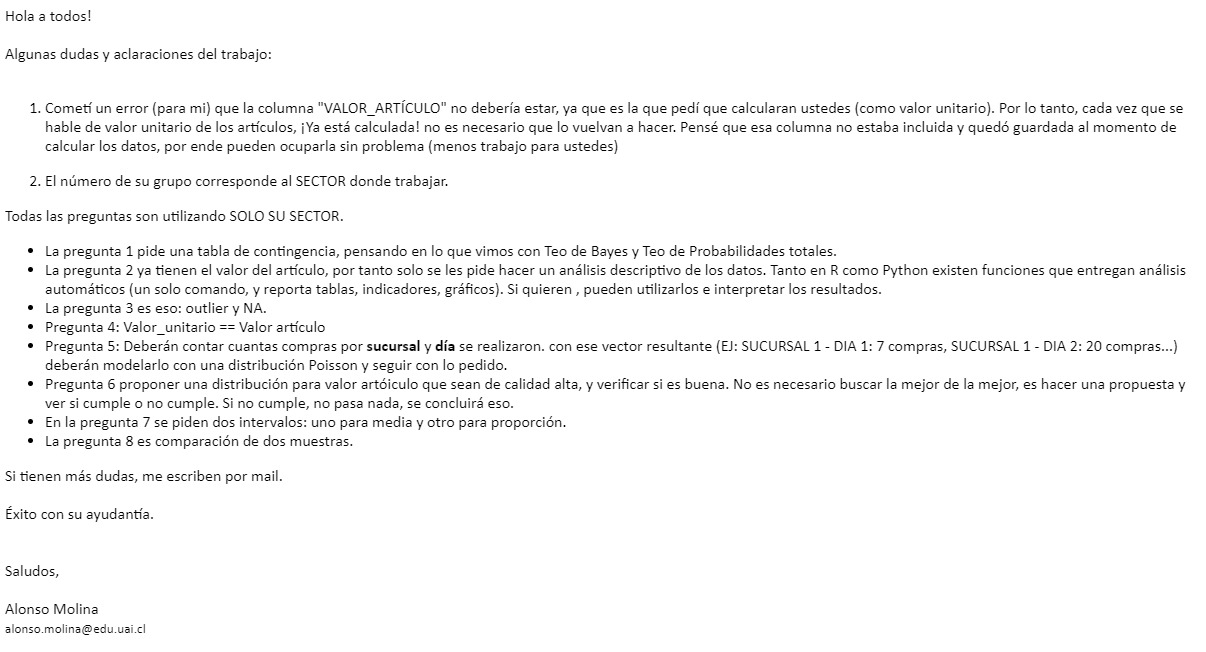 Hola a todos!
Algunas dudas y aclaraciones del trabajo:
1. Cometí un error (para mi) que la columna "VALOR_ARTÍCULO" no debería estar, ya que es la que pedí que calcularan ustedes (como valor unitario). Por lo tanto, cada vez que se
hable de valor unitario de los artículos, ¡Ya está calculada! no es necesario que lo vuelvan a hacer. Pensé que esa columna no estaba incluida y quedó guardada al momento de
calcular los datos, por ende pueden ocuparla sin problema (menos trabajo para ustedes)
2. El número de su grupo corresponde al SECTOR donde trabajar.
Todas las preguntas son utilizando SOLO SU SECTOR.
• La pregunta 1 pide una tabla de contingencia, pensando en lo que vimos con Teo de Bayes y Teo de Probabilidades totales.
• La pregunta 2 ya tienen el valor del artículo, por tanto solo se les pide hacer un análisis descriptivo de los datos. Tanto en R como Python existen funciones que entregan análisis
automáticos (un solo comando, y reporta tablas, indicadores, gráficos). Si quieren , pueden utilizarlos e interpretar los resultados.
• La pregunta 3 es eso: outlier y NA.
• Pregunta 4: Valor_unitario == Valor artículo
• Pregunta 5: Deberán contar cuantas compras por sucursal y día se realizaron. con ese vector resultante (EJ: SUCURSAL 1 - DIA 1: 7 compras, SUCURSAL 1 - DIA 2: 20 compras...)
deberán modelarlo con una distribución Poisson y seguir con lo pedido.
• Pregunta 6 proponer una distribución para valor artóiculo que sean de calidad alta, y verificar si es buena. No es necesario buscar la mejor de la mejor, es hacer una propuesta y
ver si cumple o no cumple. Si no cumple, no pasa nada, se concluirá eso.
• En la pregunta 7 se piden dos intervalos: uno para media y otro para proporción.
• La pregunta 8 es comparación de dos muestras.
Si tienen más dudas, me escriben por mail.
Éxito con su ayudantía.
Saludos,
Alonso Molina
alonso.molina@edu.uai.cl